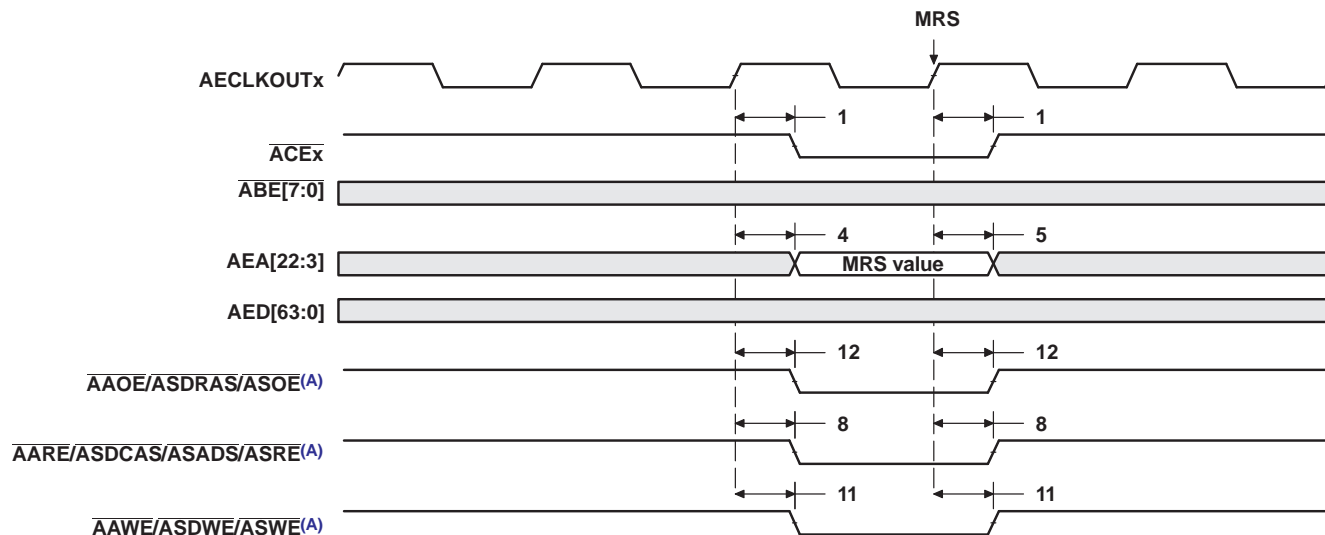 MRS
AECLKOUTx
1 1
ACEx
ABE[7:0]
4 5
AEA[22:3] MRS value
AED[63:0]
12 12
AAOE/ASDRAS/ASOE(A)
8 8
AARE/ASDCAS/ASADS/ASRE(A)
11 11
AAWE/ASDWE/ASWE(A)